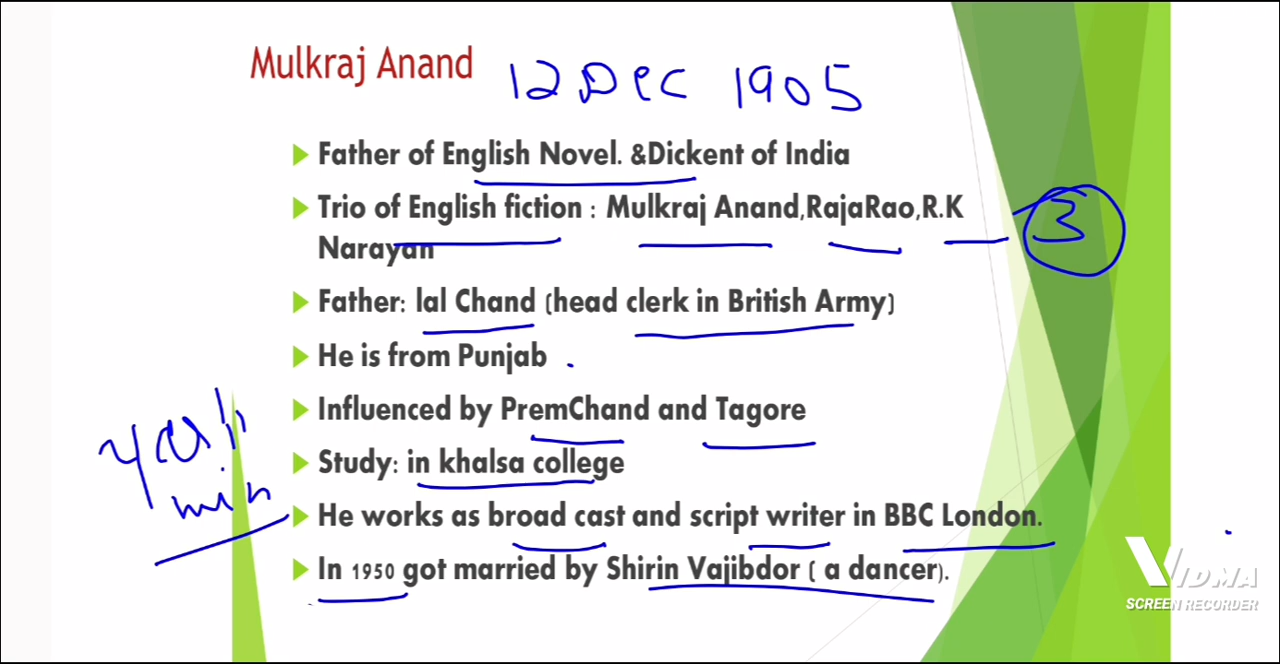 Mulkraj Anand 12 Dec 1905
Father of English Novel. &Dickent of India
Trio of English fiction : Mulkraj Anand,RajaRao,R.K 3
Narayan
Father: lal Chand (head clerk in British Army)
He is from Punjab
Influenced by PremChand and Tagore
Study: in khalsa college
min
He works as broad cast and script writer in BBC London.
In 1950 got married by Shirin Vajibdor ( a dancer).
VIDMA
SCREEN RECORDER